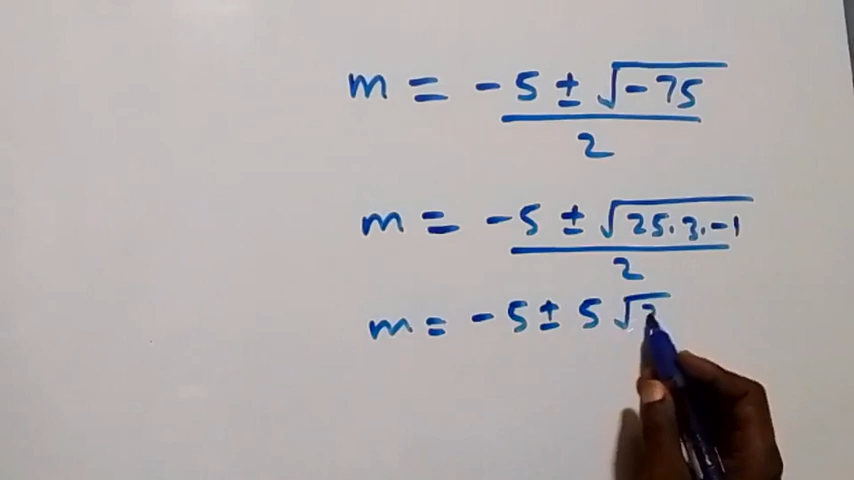 m = -5 ± √-75
2
m = -5 ± √25.3.-1
2
m = -5 ± 5 √